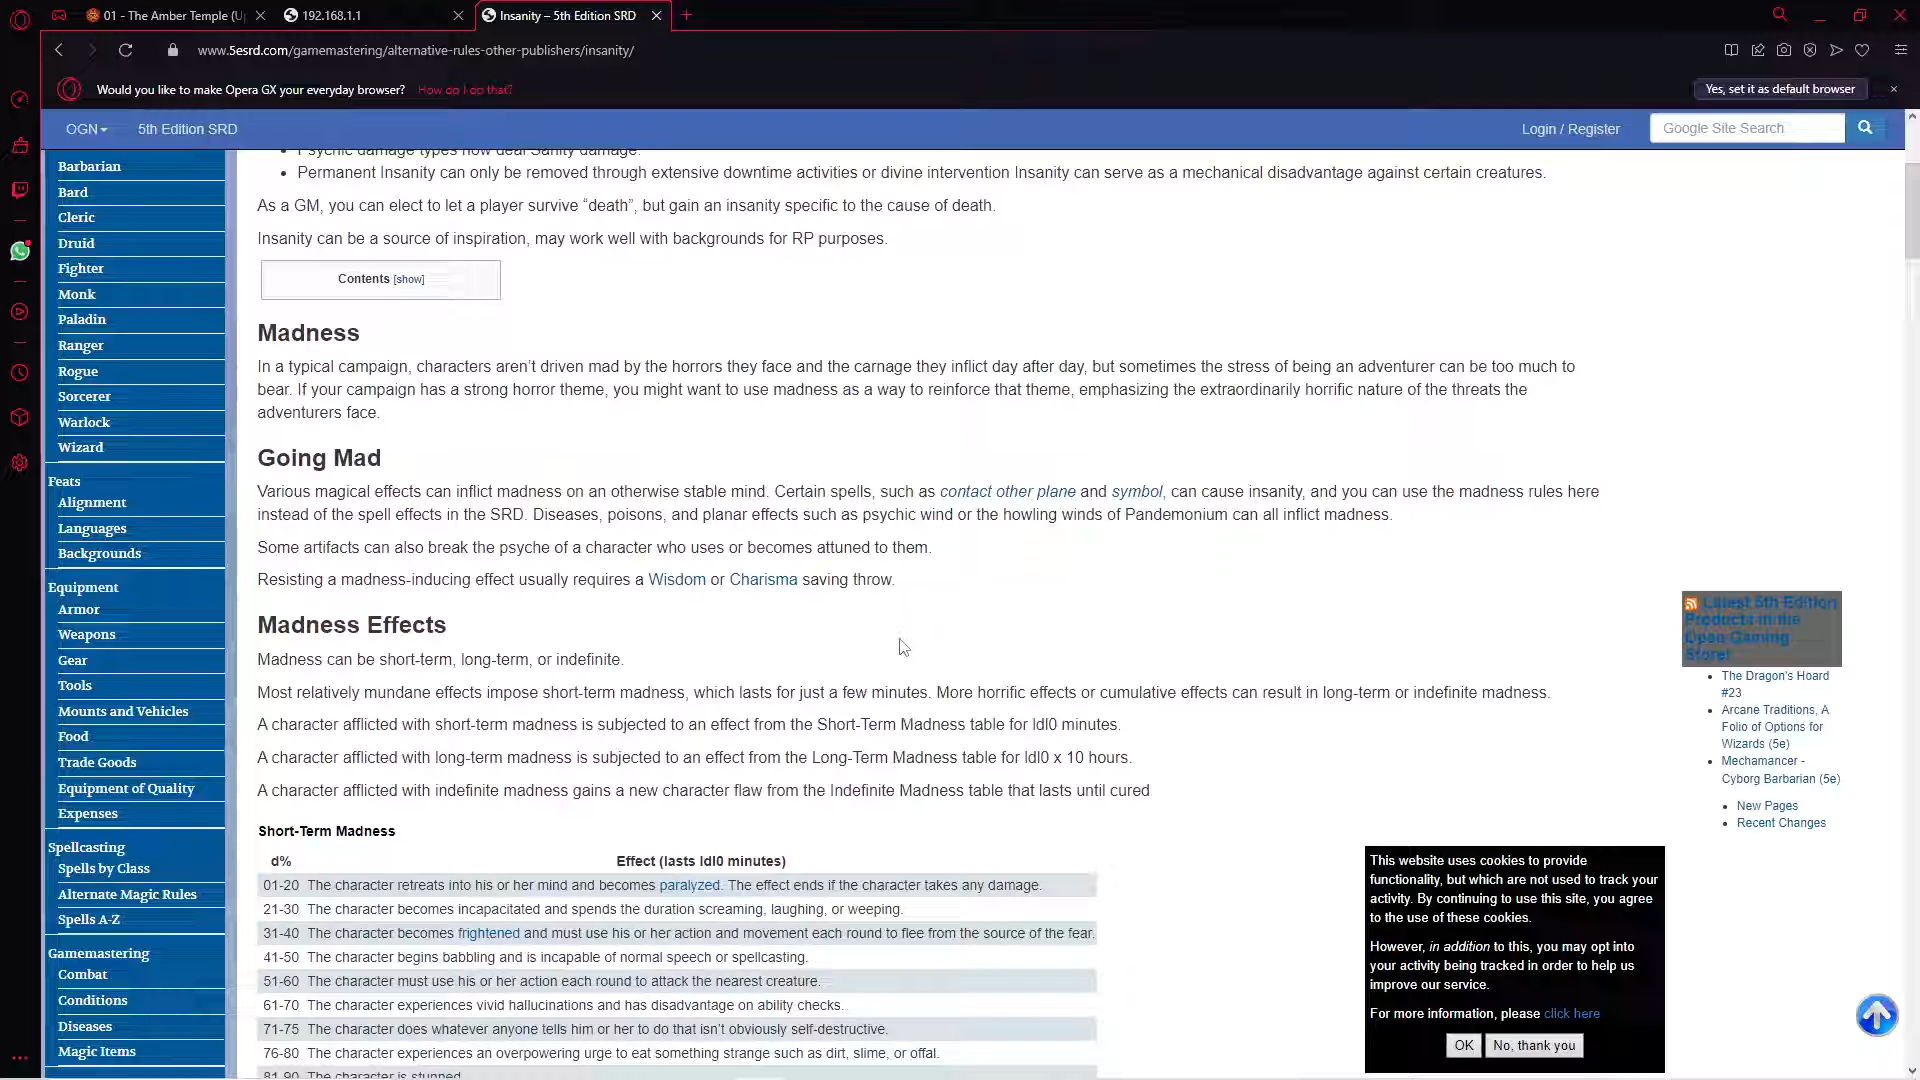 01 - The Amber Temple (Up
192.168.1.1
Insanity – 5th Edition SRD
www.5esrd.com/gamemastering/alternative-rules-other-publishers/insanity/
Would you like to make Opera GX your everyday browser? How do I do that?
Yes, set it as default browser
OGN
5th Edition SRD
Login / Register
Google Site Search
Barbarian
Bard
Cleric
Druid
Fighter
Monk
Paladin
Ranger
Rogue
Sorcerer
Warlock
Wizard
Feats
Alignment
Languages
Backgrounds
Equipment
Armor
Weapons
Gear
Tools
Mounts and Vehicles
Food
Trade Goods
Equipment of Quality
Expenses
Spellcasting
Spells by Class
Alternate Magic Rules
Spells A-Z
Gamemastering
Combat
Conditions
Diseases
Magic Items
Psychic damage types now deal Sanity damage.
Permanent Insanity can only be removed through extensive downtime activities or divine intervention Insanity can serve as a mechanical disadvantage against certain creatures.
As a GM, you can elect to let a player survive “death”, but gain an insanity specific to the cause of death.
Insanity can be a source of inspiration, may work well with backgrounds for RP purposes.
Contents [show]
Madness
In a typical campaign, characters aren’t driven mad by the horrors they face and the carnage they inflict day after day, but sometimes the stress of being an adventurer can be too much to
bear. If your campaign has a strong horror theme, you might want to use madness as a way to reinforce that theme, emphasizing the extraordinarily horrific nature of the threats the
adventurers face.
Going Mad
Various magical effects can inflict madness on an otherwise stable mind. Certain spells, such as contact other plane and symbol, can cause insanity, and you can use the madness rules here
instead of the spell effects in the SRD. Diseases, poisons, and planar effects such as psychic wind or the howling winds of Pandemonium can all inflict madness.
Some artifacts can also break the psyche of a character who uses or becomes attuned to them.
Resisting a madness-inducing effect usually requires a Wisdom or Charisma saving throw.
Madness Effects
Madness can be short-term, long-term, or indefinite.
Most relatively mundane effects impose short-term madness, which lasts for just a few minutes. More horrific effects or cumulative effects can result in long-term or indefinite madness.
A character afflicted with short-term madness is subjected to an effect from the Short-Term Madness table for ldl0 minutes.
A character afflicted with long-term madness is subjected to an effect from the Long-Term Madness table for ldl0 x 10 hours.
A character afflicted with indefinite madness gains a new character flaw from the Indefinite Madness table that lasts until cured
Short-Term Madness
d% Effect (lasts ldl0 minutes)
01-20 The character retreats into his or her mind and becomes paralyzed. The effect ends if the character takes any damage.
21-30 The character becomes incapacitated and spends the duration screaming, laughing, or weeping.
31-40 The character becomes frightened and must use his or her action and movement each round to flee from the source of the fear.
41-50 The character begins babbling and is incapable of normal speech or spellcasting.
51-60 The character must use his or her action each round to attack the nearest creature.
61-70 The character experiences vivid hallucinations and has disadvantage on ability checks.
71-75 The character does whatever anyone tells him or her to do that isn’t obviously self-destructive.
76-80 The character experiences an overpowering urge to eat something strange such as dirt, slime, or offal.
81-90 The character is stunned.
Latest 5th Edition
Products in the
Open Gaming
Store!
The Dragon's Hoard
#23
Arcane Traditions, A
Folio of Options for
Wizards (5e)
Mechamancer -
Cyborg Barbarian (5e)
New Pages
Recent Changes
This website uses cookies to provide
functionality, but which are not used to track your
activity. By continuing to use this site, you agree
to the use of these cookies.
However, in addition to this, you may opt into
your activity being tracked in order to help us
improve our service.
For more information, please click here
OK
No, thank you